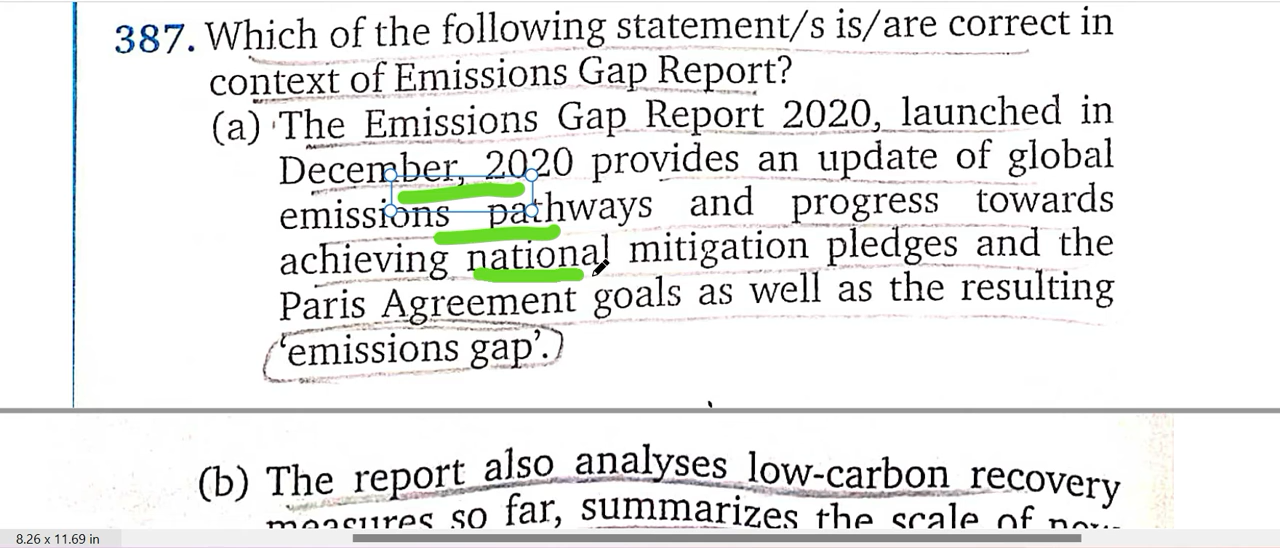 387. Which of the following statement/s is/are correct in
context of Emissions Gap Report?
(a) The Emissions Gap Report 2020, launched in
December, 2020 provides an update of global
emissions pathways and progress towards
achieving national mitigation pledges and the
Paris Agreement goals as well as the resulting
'emissions gap'.
(b) The report also analyses low-carbon recovery
measures so far, summarizes the scale of
8.26 x 11.69 in